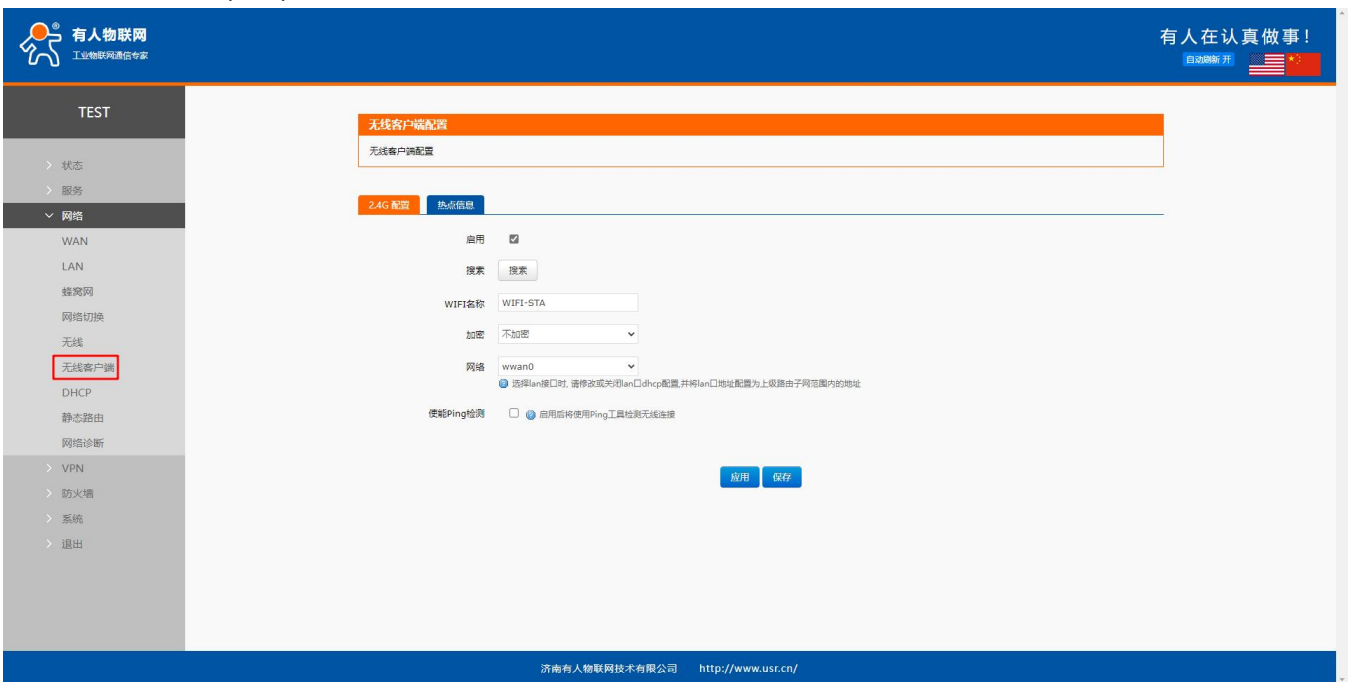 有人物联网
工业物联网通信专家
有人在认真做事!
自动刷新 开
TEST
状态
服务
网络
WAN
LAN
蜂窝网
网络切换
无线
无线客户端
DHCP
静态路由
网络诊断
VPN
防火墙
系统
退出
无线客户端配置
无线客户端配置
2.4G 配置 热点信息
启用
搜索 搜索
WIFI名称 WIFI-STA
加密 不加密
网络 wwan0
选择lan接口时, 请修改或关闭lan口dhcp配置,并将lan口地址配置为上级路由子网范围内的地址
使能Ping检测 启用后将使用Ping工具检测无线连接
应用 保存
济南有人物联网技术有限公司 http://www.usr.cn/